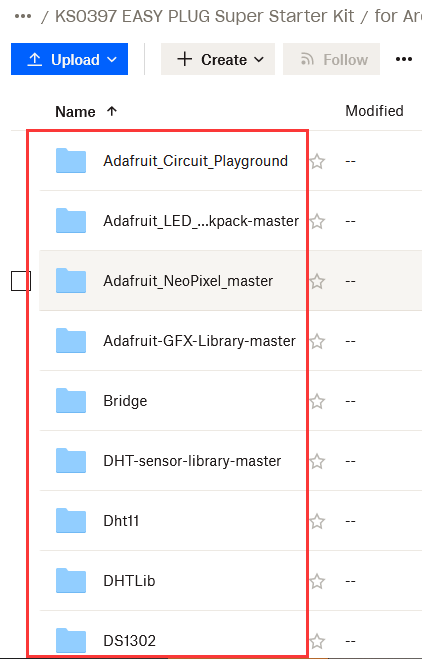 ··· / KS0397 EASY PLUG Super Starter Kit / for Ar
Upload Create Follow ···
Name ↑ Modified
Adafruit_Circuit_Playground --
Adafruit_LED_...kpack-master --
Adafruit_NeoPixel_master --
Adafruit-GFX-Library-master --
Bridge --
DHT-sensor-library-master --
Dht11 --
DHTLib --
DS1302 --